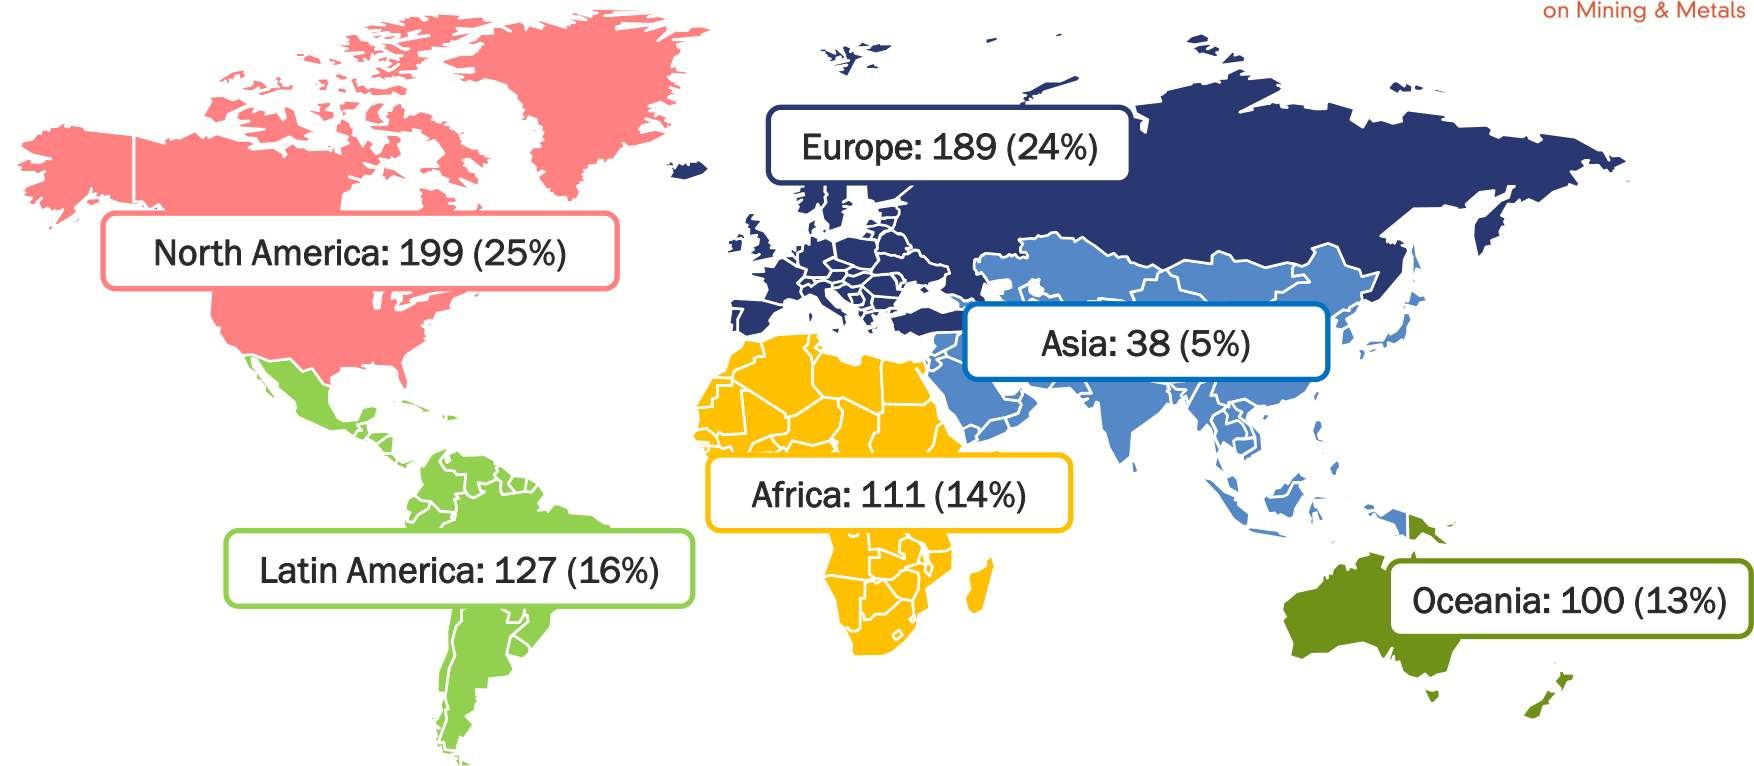 on Mining & Metals
Europe: 189 (24%)
North America: 199 (25%)
Asia: 38 (5%)
Africa: 111 (14%)
Latin America: 127 (16%)
Oceania: 100 (13%)